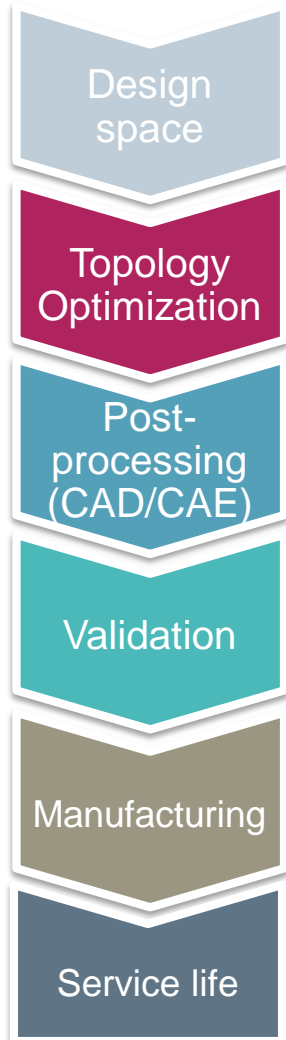 Design
space
Topology
Optimization
Post-
processing
(CAD/CAE)
Validation
Manufacturing
Service life